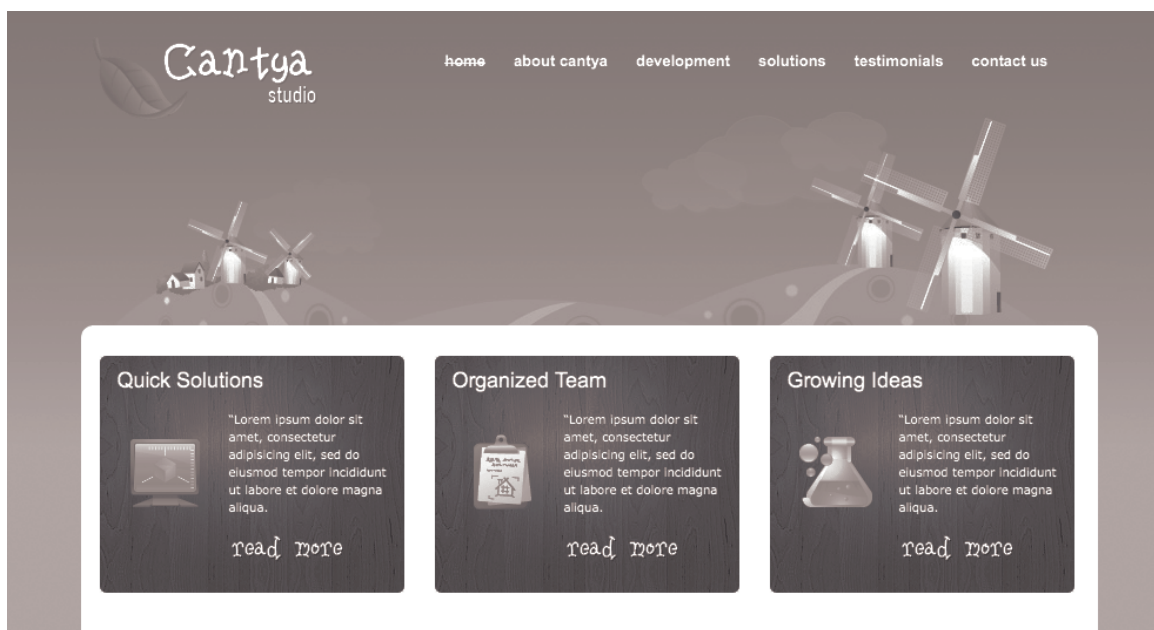 Cantya
studio
home about cantya development solutions testimonials contact us
Quick Solutions
“Lorem ipsum dolor sit
amet, consectetur
adipisicing elit, sed do
eiusmod tempor incididunt
ut labore et dolore magna
aliqua.
read more
Organized Team
“Lorem ipsum dolor sit
amet, consectetur
adipisicing elit, sed do
eiusmod tempor incididunt
ut labore et dolore magna
aliqua.
read more
Growing Ideas
“Lorem ipsum dolor sit
amet, consectetur
adipisicing elit, sed do
eiusmod tempor incididunt
ut labore et dolore magna
aliqua.
read more